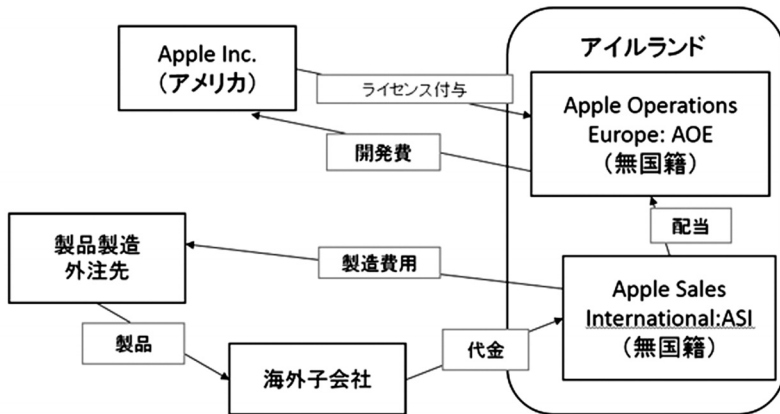 アイルランド
Apple Inc.
（アメリカ）
ライセンス付与
Apple Operations
Europe: AOE
（無国籍）
開発費
配当
製品製造
外注先
製造費用
Apple Sales
International:ASI
（無国籍）
製品
代金
海外子会社